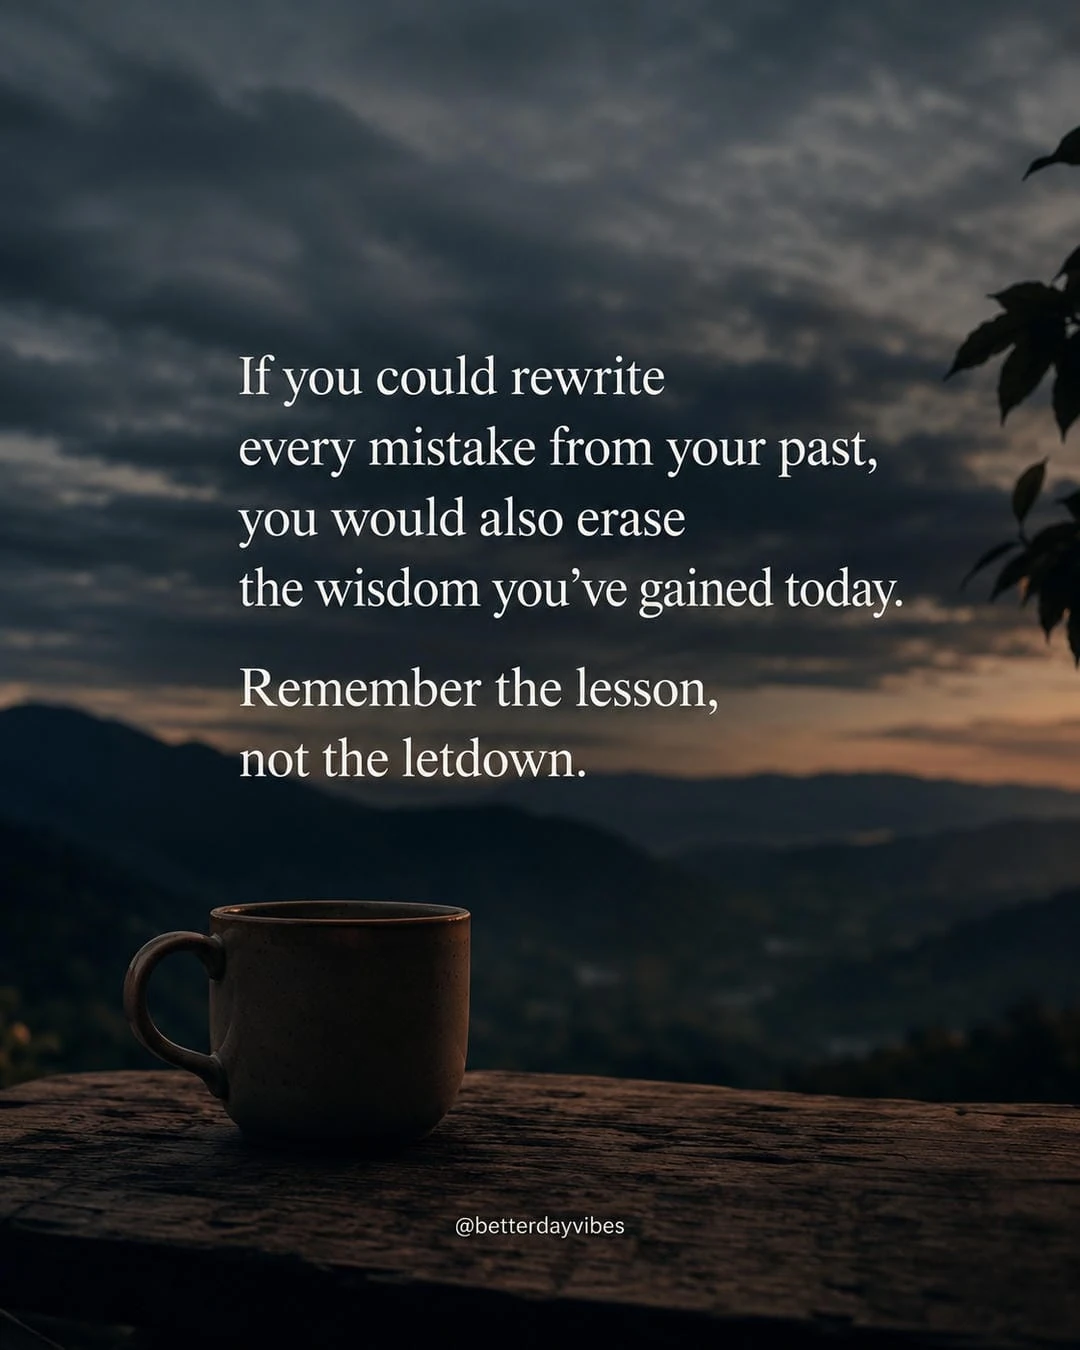 If you could rewrite
every mistake from your past,
you would also erase
the wisdom you’ve gained today.
Remember the lesson,
not the letdown.
@betterdayvibes